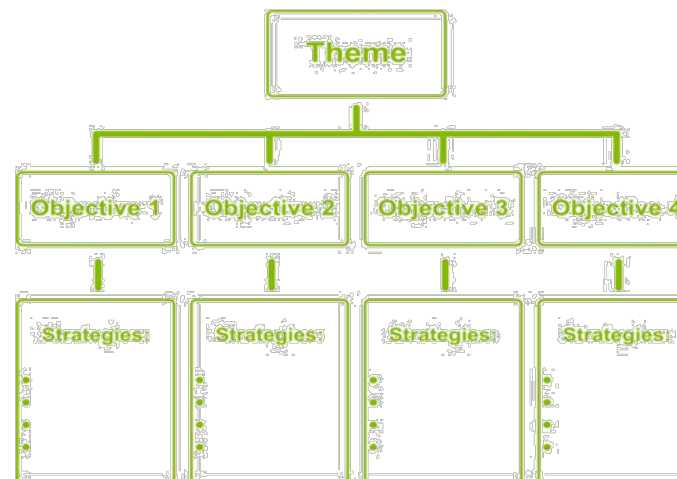 Theme
Objective 1
Objective 2
Objective 3
Objective 4
Strategies:
Strategies:
Strategies:
Strategies: